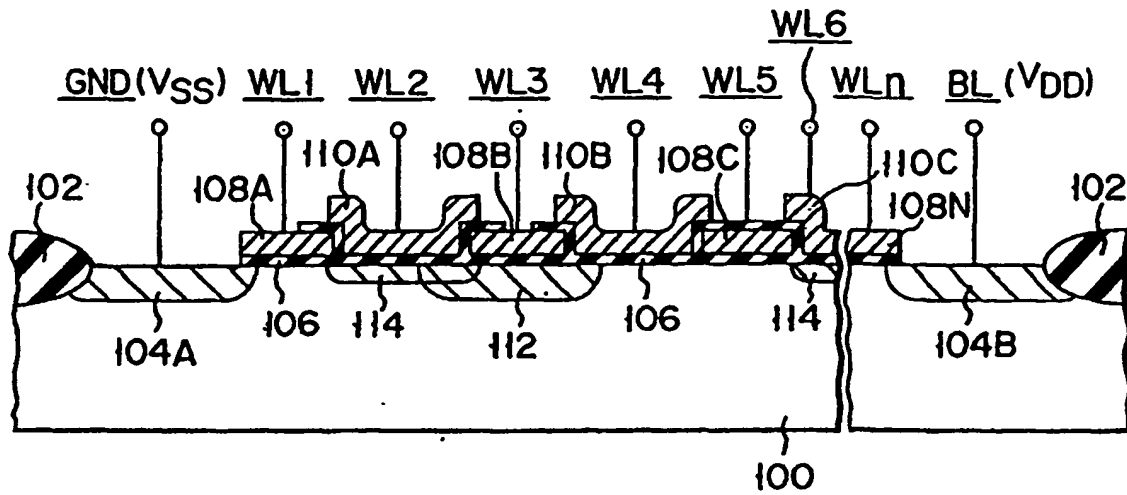 WL6
GND (VSS) WL1 WL2 WL3 WL4 WL5 WLn BL (VDD)
110A 108B 110B 108C 110C
102 108A 108N 102
104A 106 114 112 106 114 104B
100